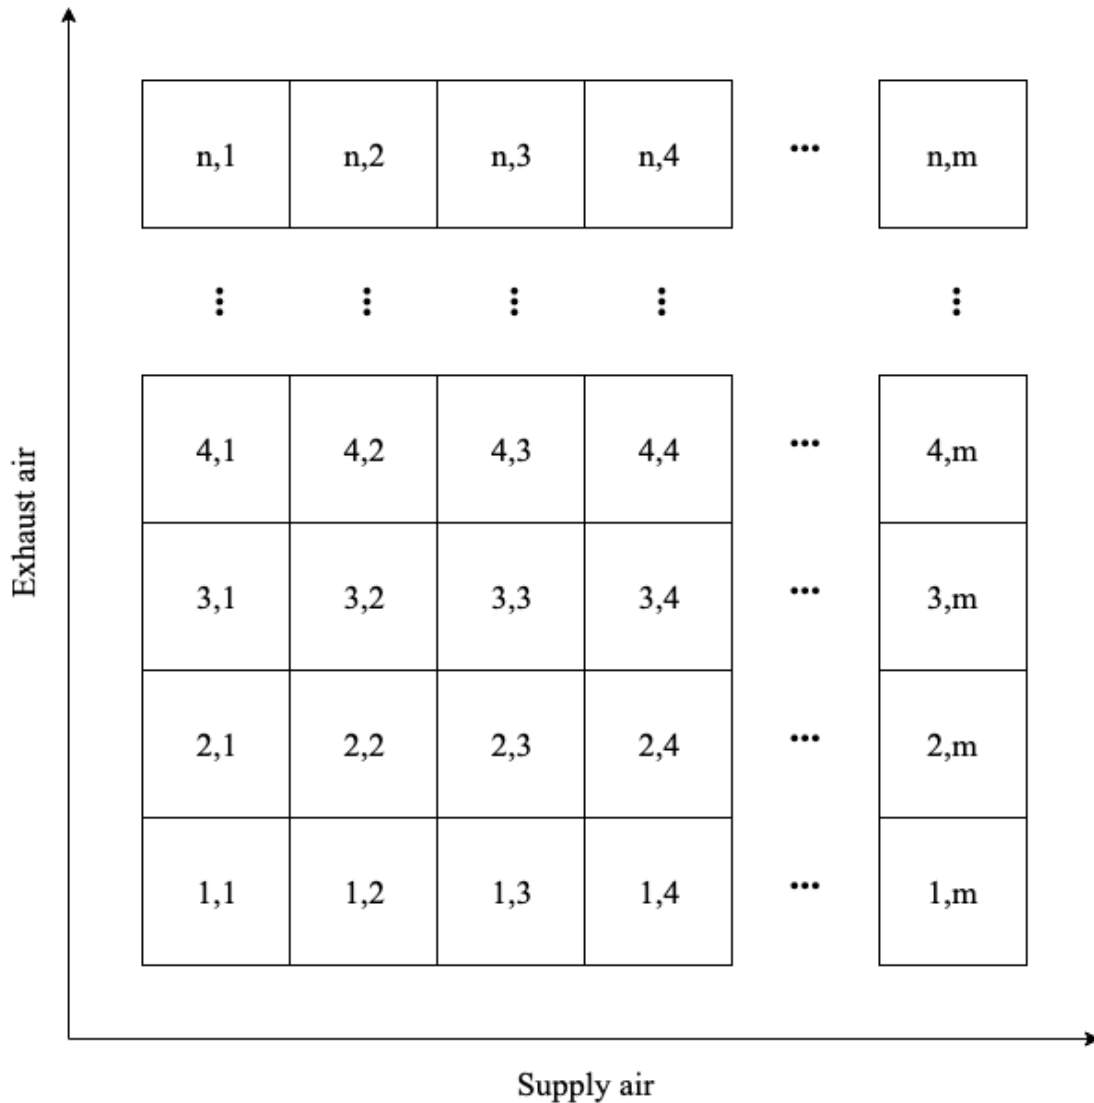 n,1 n,2 n,3 n,4 ... n,m
4,1 4,2 4,3 4,4 ... 4,m
3,1 3,2 3,3 3,4 ... 3,m
2,1 2,2 2,3 2,4 ... 2,m
1,1 1,2 1,3 1,4 ... 1,m
Exhaust air
Supply air